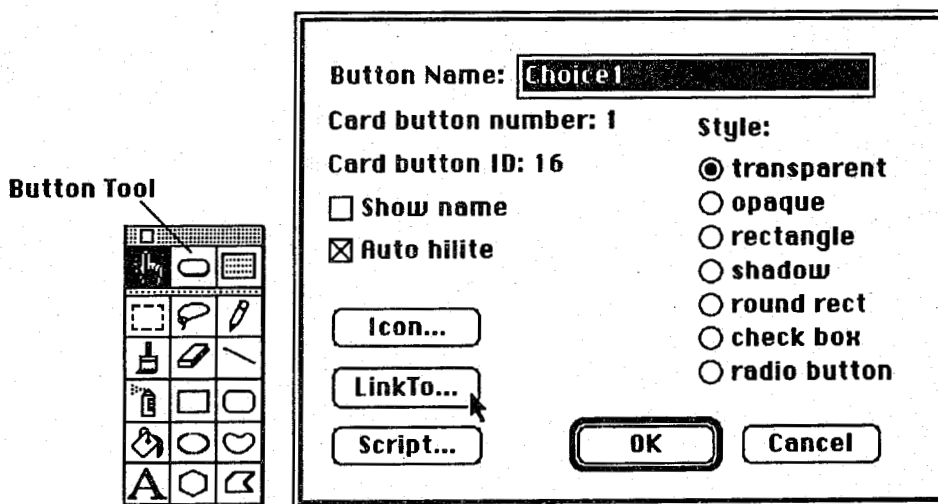 Button Tool
A
Button Name: Choice1
Card button number: 1
Card button ID: 16
Show name
Auto hilite
Icon...
LinkTo...
Script...
Style:
transparent
opaque
rectangle
shadow
round rect
check box
radio button
OK
Cancel